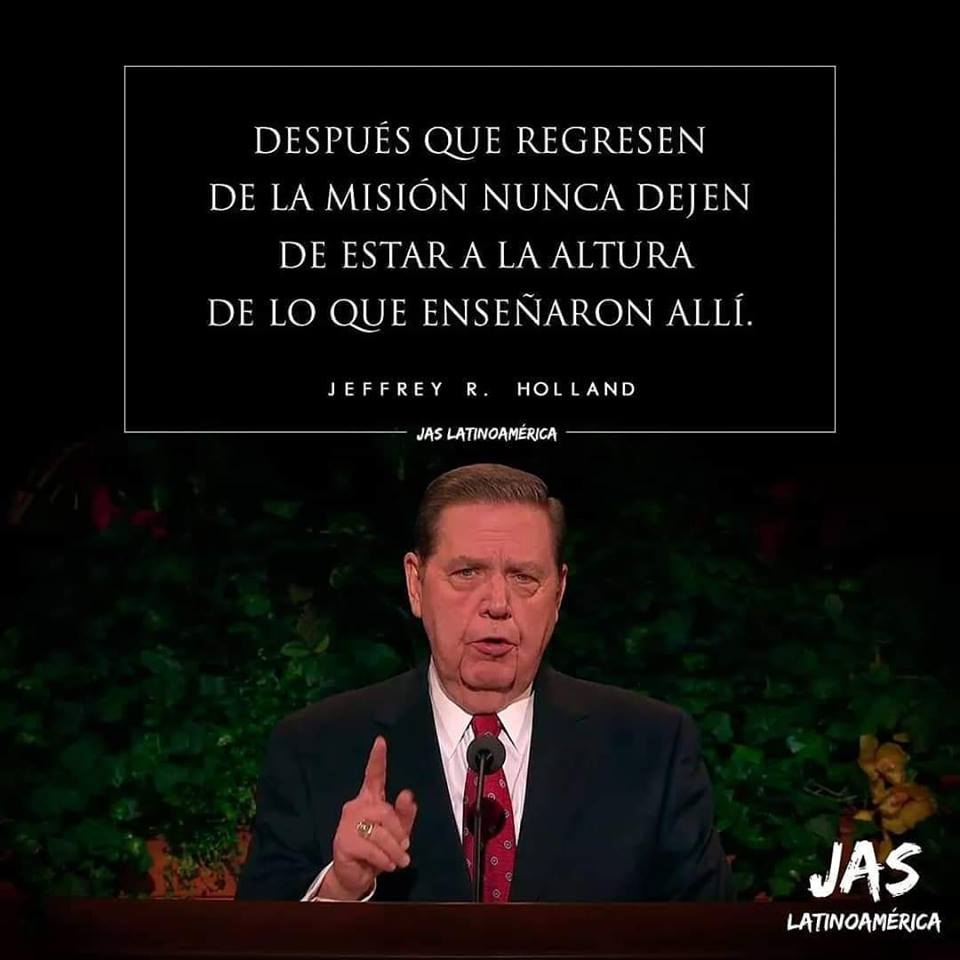 DESPUÉS QUE REGRESEN
DE LA MISIÓN NUNCA DEJEN
DE ESTAR A LA ALTURA
DE LO QUE ENSEÑARON ALLÍ.
JEFFREY R. HOLLAND
JAS LATINOAMÉRICA
JAS
LATINOAMÉRICA